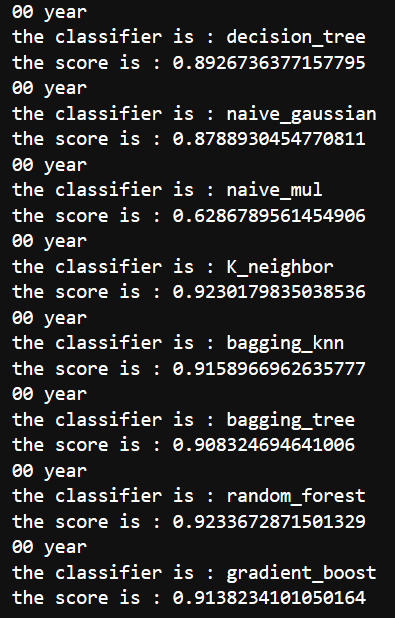 00 year
the classifier is : decision_tree
the score is : 0.8926736377157795
00 year
the classifier is : naive_gaussian
the score is : 0.8788930454770811
00 year
the classifier is : naive_mul
the score is : 0.6286789561454906
00 year
the classifier is : K_neighbor
the score is : 0.9230179835038536
00 year
the classifier is : bagging_knn
the score is : 0.9158966962635777
00 year
the classifier is : bagging_tree
the score is : 0.908324694641006
00 year
the classifier is : random_forest
the score is : 0.9233672871501329
00 year
the classifier is : gradient_boost
the score is : 0.9138234101050164